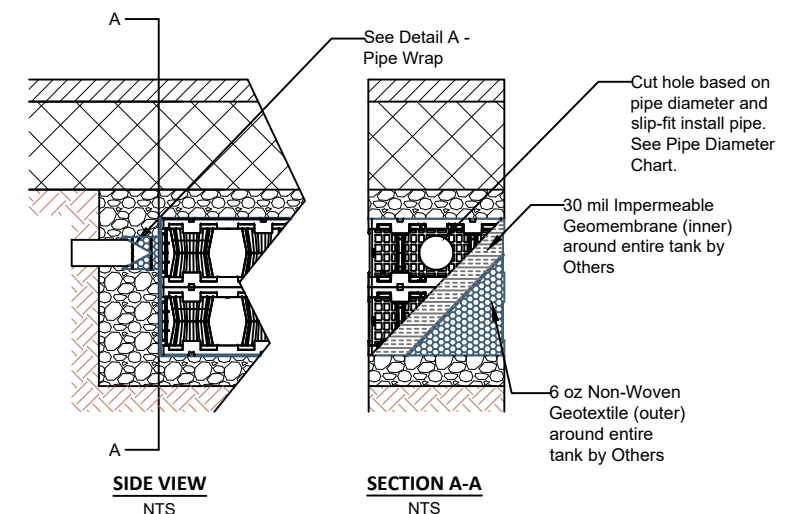 A
See Detail A -
Pipe Wrap
Cut hole based on
pipe diameter and
slip-fit install pipe.
See Pipe Diameter
Chart.
30 mil Impermeable
Geomembrane (inner)
around entire tank by
Others
6 oz Non-Woven
Geotextile (outer)
around entire
tank by Others
A
SIDE VIEW
NTS
SECTION A-A
NTS